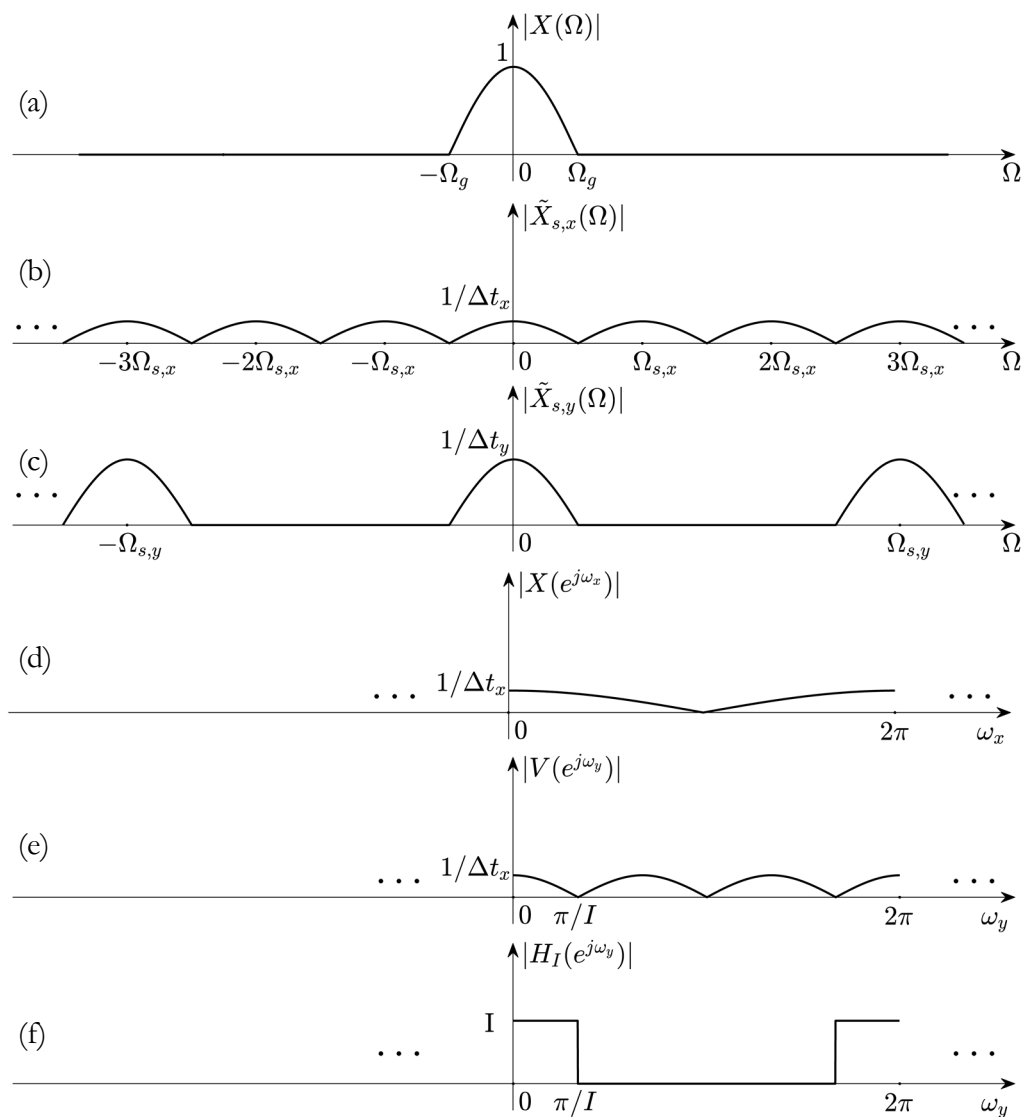 |X(Ω)|
1
(a)
−Ω_g 0 Ω_g Ω
|X̃_{s,x}(Ω)|
(b)
1/Δt_x
−3Ω_{s,x} −2Ω_{s,x} −Ω_{s,x} 0 Ω_{s,x} 2Ω_{s,x} 3Ω_{s,x} Ω
|X̃_{s,y}(Ω)|
1/Δt_y
(c)
−Ω_{s,y} 0 Ω_{s,y} Ω
|X(e^{jω_x})|
(d)
1/Δt_x
0 2π ω_x
|V(e^{jω_y})|
(e)
1/Δt_x
0 π/I 2π ω_y
|H_I(e^{jω_y})|
I
(f)
0 π/I 2π ω_y